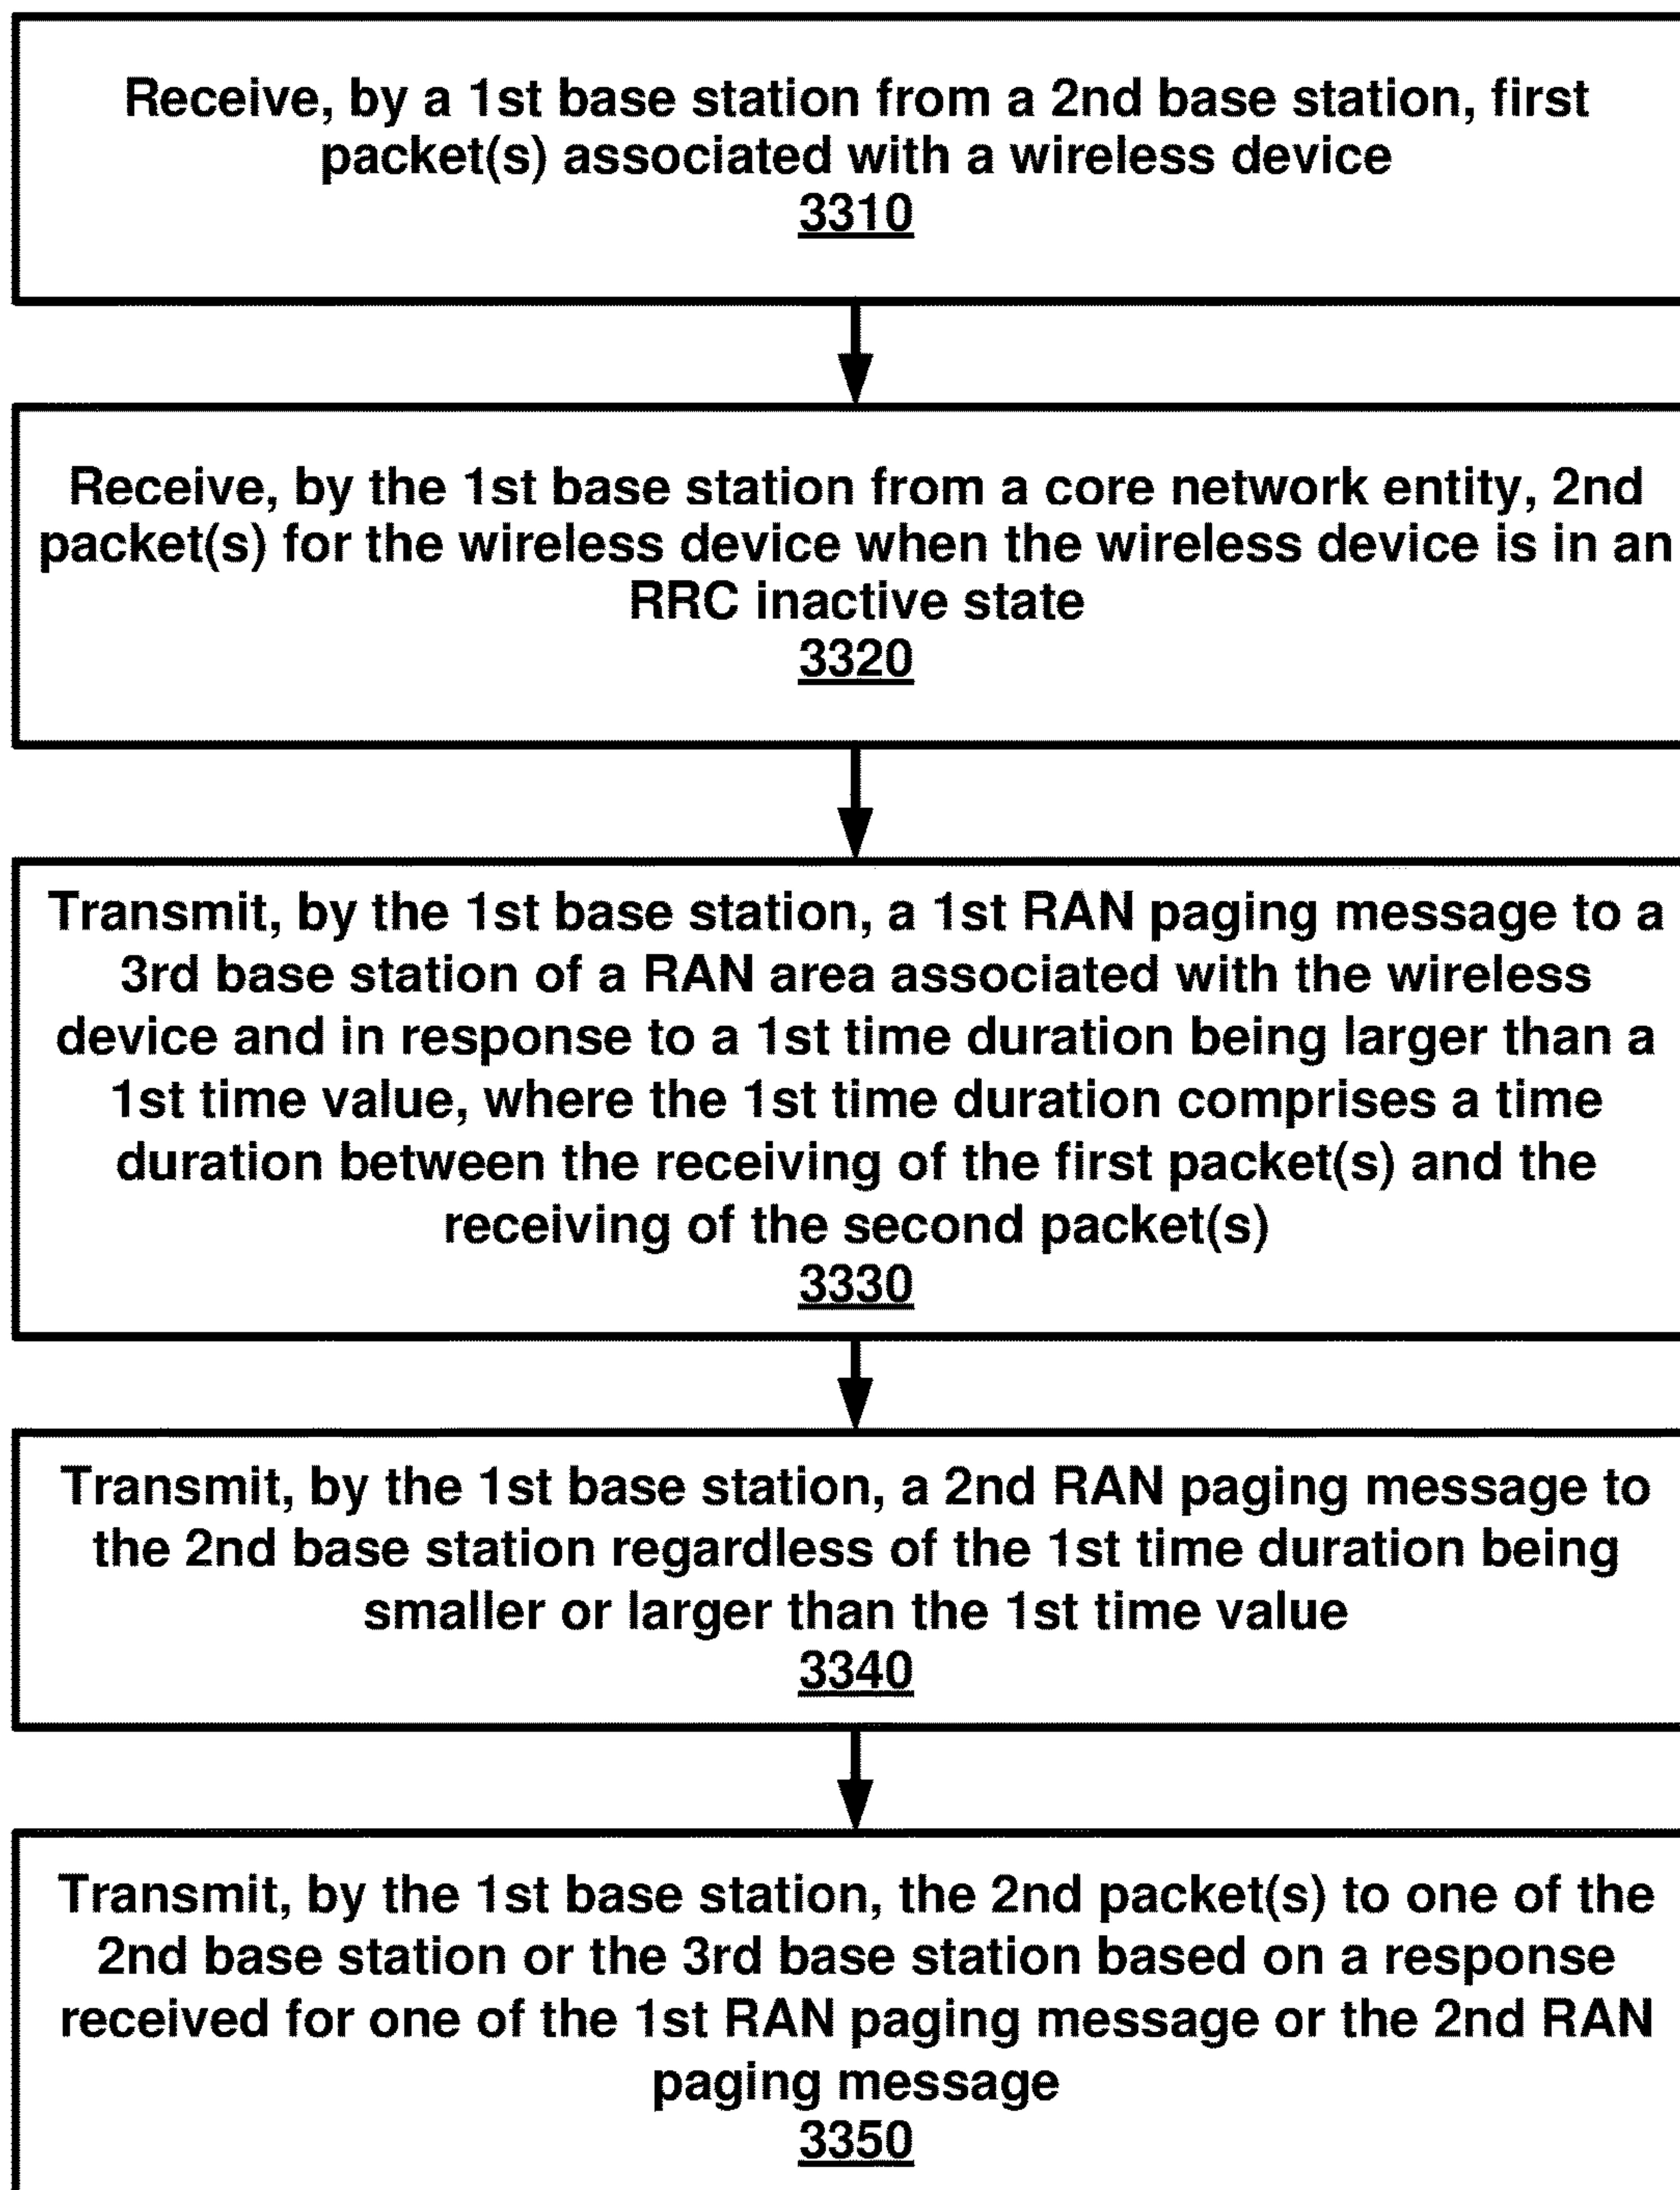 Receive, by a 1st base station from a 2nd base station, first
packet(s) associated with a wireless device
3310
Receive, by the 1st base station from a core network entity, 2nd
packet(s) for the wireless device when the wireless device is in an
RRC inactive state
3320
Transmit, by the 1st base station, a 1st RAN paging message to a
3rd base station of a RAN area associated with the wireless
device and in response to a 1st time duration being larger than a
1st time value, where the 1st time duration comprises a time
duration between the receiving of the first packet(s) and the
receiving of the second packet(s)
3330
Transmit, by the 1st base station, a 2nd RAN paging message to
the 2nd base station regardless of the 1st time duration being
smaller or larger than the 1st time value
3340
Transmit, by the 1st base station, the 2nd packet(s) to one of the
2nd base station or the 3rd base station based on a response
received for one of the 1st RAN paging message or the 2nd RAN
paging message
3350